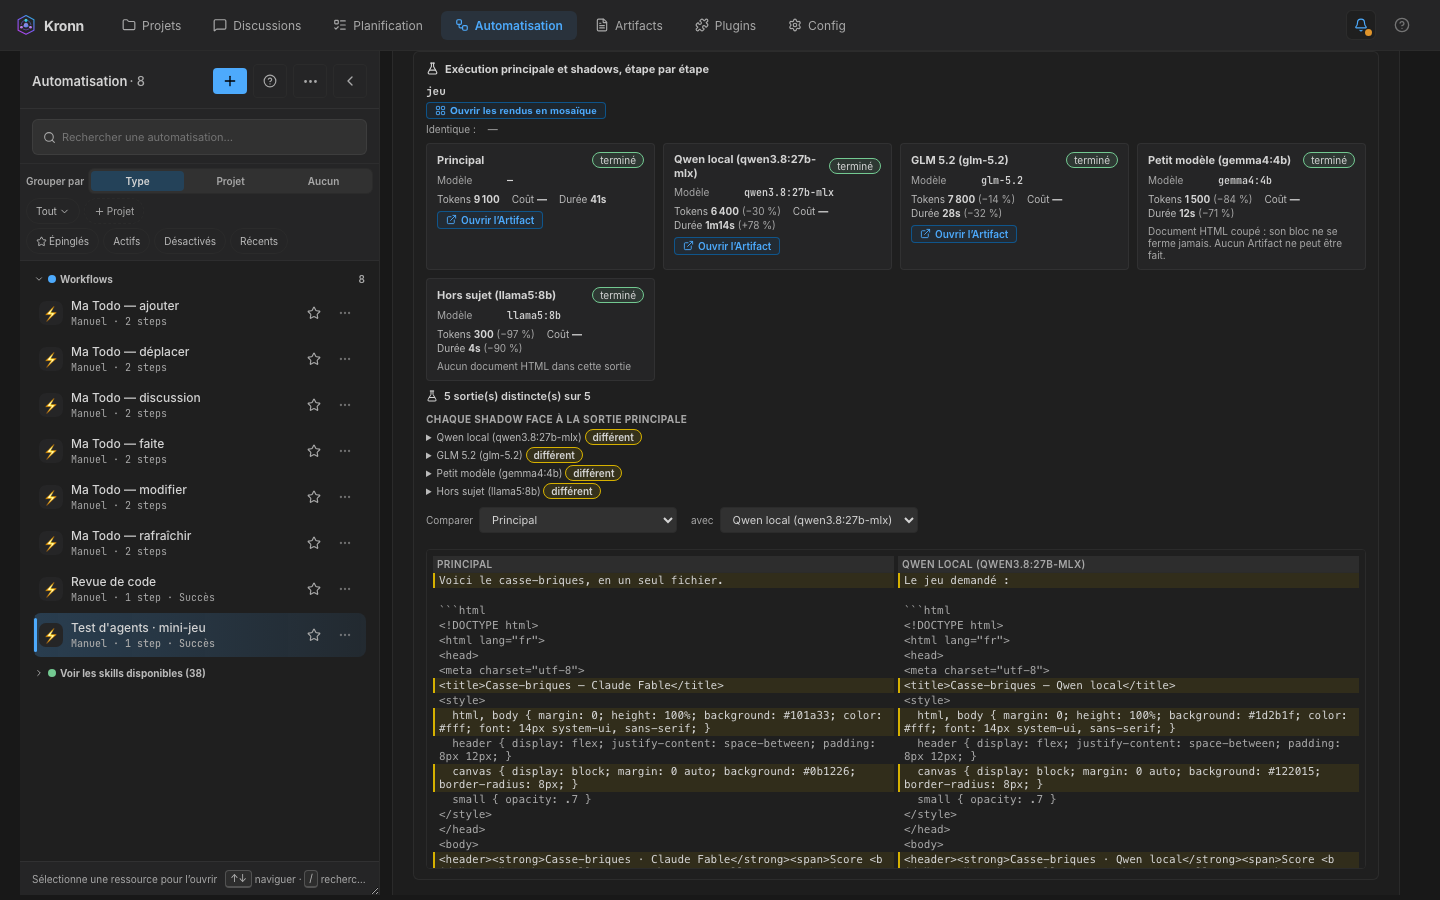 Kronn
Projets
Discussions
Planification
Automatisation
Artifacts
Plugins
Config
Automatisation · 8
Rechercher une automatisation...
Grouper par
Type
Projet
Aucun
Tout
+ Projet
Épinglés
Actifs
Désactivés
Récents
Workflows
8
Ma Todo — ajouter
Manuel · 2 steps
Ma Todo — déplacer
Manuel · 2 steps
Ma Todo — discussion
Manuel · 2 steps
Ma Todo — faite
Manuel · 2 steps
Ma Todo — modifier
Manuel · 2 steps
Ma Todo — rafraîchir
Manuel · 2 steps
Revue de code
Manuel · 1 step · Succès
Test d'agents · mini-jeu
Manuel · 1 step · Succès
Voir les skills disponibles (38)
Sélectionne une ressource pour l'ouvrir ↑↓ naviguer · / recherc...
Exécution principale et shadows, étape par étape
jeu
Ouvrir les rendus en mosaïque
Identique : —
Principal
terminé
Modèle —
Tokens 9 100 Coût — Durée 41s
Ouvrir l'Artifact
Qwen local (qwen3.8:27b-
mlx)
terminé
Modèle qwen3.8:27b-mlx
Tokens 6 400 (−30 %) Coût —
Durée 1m14s (+78 %)
Ouvrir l'Artifact
GLM 5.2 (glm-5.2)
terminé
Modèle glm-5.2
Tokens 7 800 (−14 %) Coût —
Durée 28s (−32 %)
Ouvrir l'Artifact
Petit modèle (gemma4:4b)
terminé
Modèle gemma4:4b
Tokens 1 500 (−84 %) Coût —
Durée 12s (−71 %)
Document HTML coupé : son bloc ne se
ferme jamais. Aucun Artifact ne peut être
fait.
Hors sujet (llama5:8b)
terminé
Modèle llama5:8b
Tokens 300 (−97 %) Coût —
Durée 4s (−90 %)
Aucun document HTML dans cette sortie
5 sortie(s) distincte(s) sur 5
CHAQUE SHADOW FACE À LA SORTIE PRINCIPALE
Qwen local (qwen3.8:27b-mlx) différent
GLM 5.2 (glm-5.2) différent
Petit modèle (gemma4:4b) différent
Hors sujet (llama5:8b) différent
Comparer Principal avec Qwen local (qwen3.8:27b-mlx)
PRINCIPAL
Voici le casse-briques, en un seul fichier.
```html
<!DOCTYPE html>
<html lang="fr">
<head>
<meta charset="utf-8">
<title>Casse-briques — Claude Fable</title>
<style>
html, body { margin: 0; height: 100%; background: #101a33; color:
#fff; font: 14px system-ui, sans-serif; }
header { display: flex; justify-content: space-between; padding:
8px 12px; }
canvas { display: block; margin: 0 auto; background: #0b1226;
border-radius: 8px; }
small { opacity: .7 }
</style>
</head>
<body>
<header><strong>Casse-briques · Claude Fable</strong><span>Score <b
QWEN LOCAL (QWEN3.8:27B-MLX)
Le jeu demandé :
```html
<!DOCTYPE html>
<html lang="fr">
<head>
<meta charset="utf-8">
<title>Casse-briques — Qwen local</title>
<style>
html, body { margin: 0; height: 100%; background: #1d2b1f; color:
#fff; font: 14px system-ui, sans-serif; }
header { display: flex; justify-content: space-between; padding:
8px 12px; }
canvas { display: block; margin: 0 auto; background: #122015;
border-radius: 8px; }
small { opacity: .7 }
</style>
</head>
<body>
<header><strong>Casse-briques · Qwen local</strong><span>Score <b